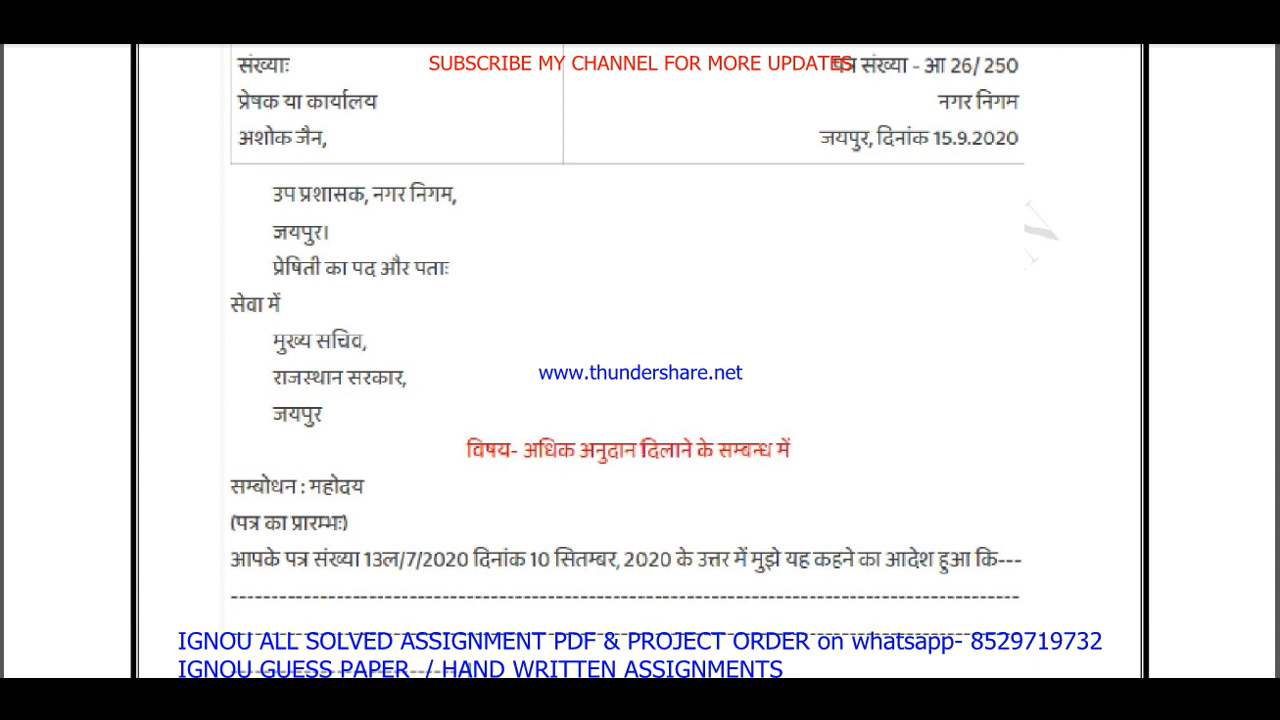 SUBSCRIBE MY CHANNEL FOR MORE UPDATES
संख्याः
पत्र संख्या - आ 26/ 250
प्रेषक या कार्यालय
नगर निगम
अशोक जैन,
जयपुर, दिनांक 15.9.2020
उप प्रशासक, नगर निगम,
जयपुर।
प्रेषिती का पद और पताः
सेवा में
मुख्य सचिव,
राजस्थान सरकार,
www.thundershare.net
जयपुर
विषय- अधिक अनुदान दिलाने के सम्बन्ध में
सम्बोधन : महोदय
(पत्र का प्रारम्भः)
आपके पत्र संख्या 13ल/7/2020 दिनांक 10 सितम्बर, 2020 के उत्तर में मुझे यह कहने का आदेश हुआ कि---
IGNOU ALL SOLVED ASSIGNMENT PDF & PROJECT ORDER on whatsapp- 8529719732
IGNOU GUESS PAPER / HAND WRITTEN ASSIGNMENTS